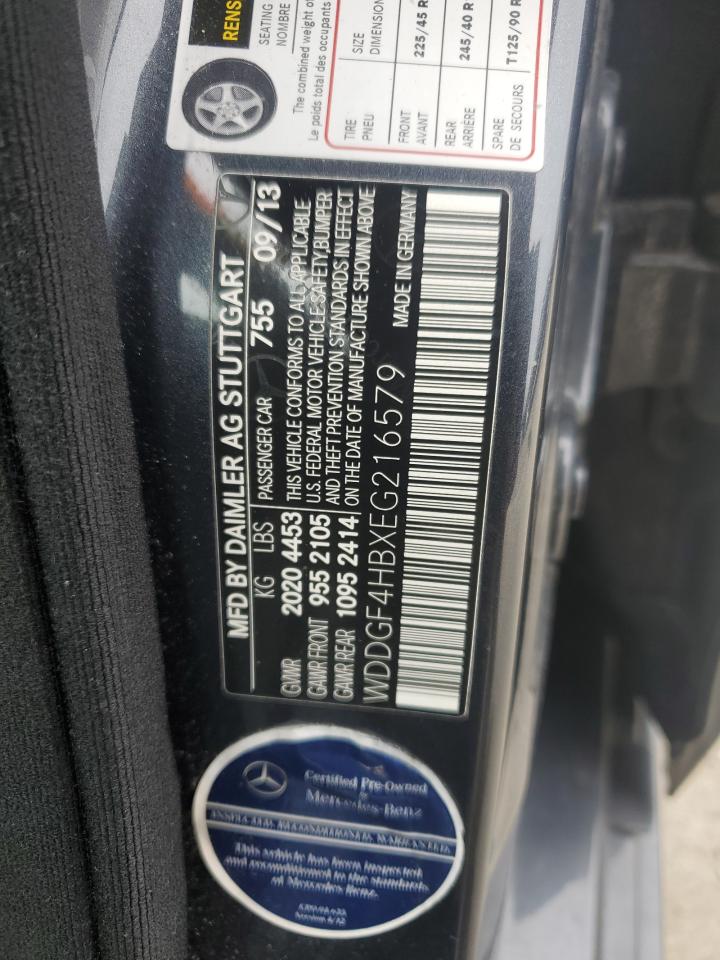 RENS
SEATING
NOMBRE
The combined weight of
Le poids total des occupants
TIRE SIZE
PNEU DIMENSION
FRONT 225/45 R
AVANT
REAR 245/40 R
ARRIÈRE
SPARE T125/90 R
DE SECOURS
MFD BY DAIMLER AG STUTTGART
KG LBS PASSENGER CAR 755 09/13
GVWR 2020 4453 THIS VEHICLE CONFORMS TO ALL APPLICABLE
GAWR FRONT 955 2105 U.S. FEDERAL MOTOR VEHICLE SAFETY,BUMPER
GAWR REAR 1095 2414 AND THEFT PREVENTION STANDARDS IN EFFECT
ON THE DATE OF MANUFACTURE SHOWN ABOVE
WDDGF4HBXEG216579 MADE IN GERMANY
Certified Pre-Owned
Mercedes-Benz
INSPECTED RECONDITIONED WARRANTED
This vehicle has been inspected
and reconditioned to the standards
of Mercedes Benz.